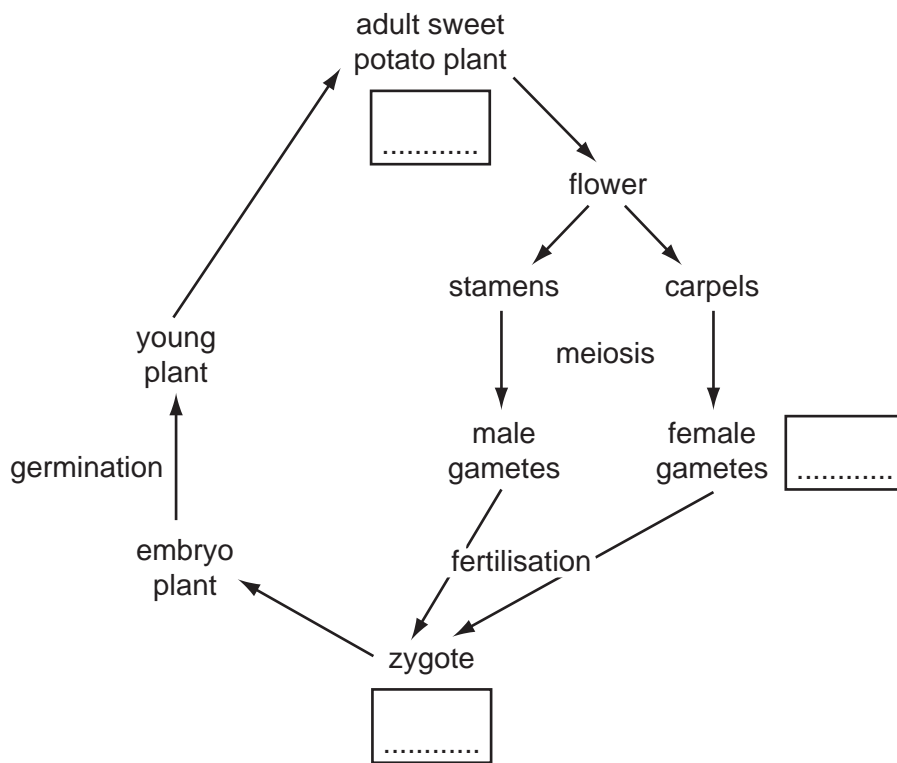 adult sweet
potato plant
............
flower
stamens
carpels
meiosis
young
plant
male
gametes
female
gametes
............
germination
embryo
plant
fertilisation
zygote
............